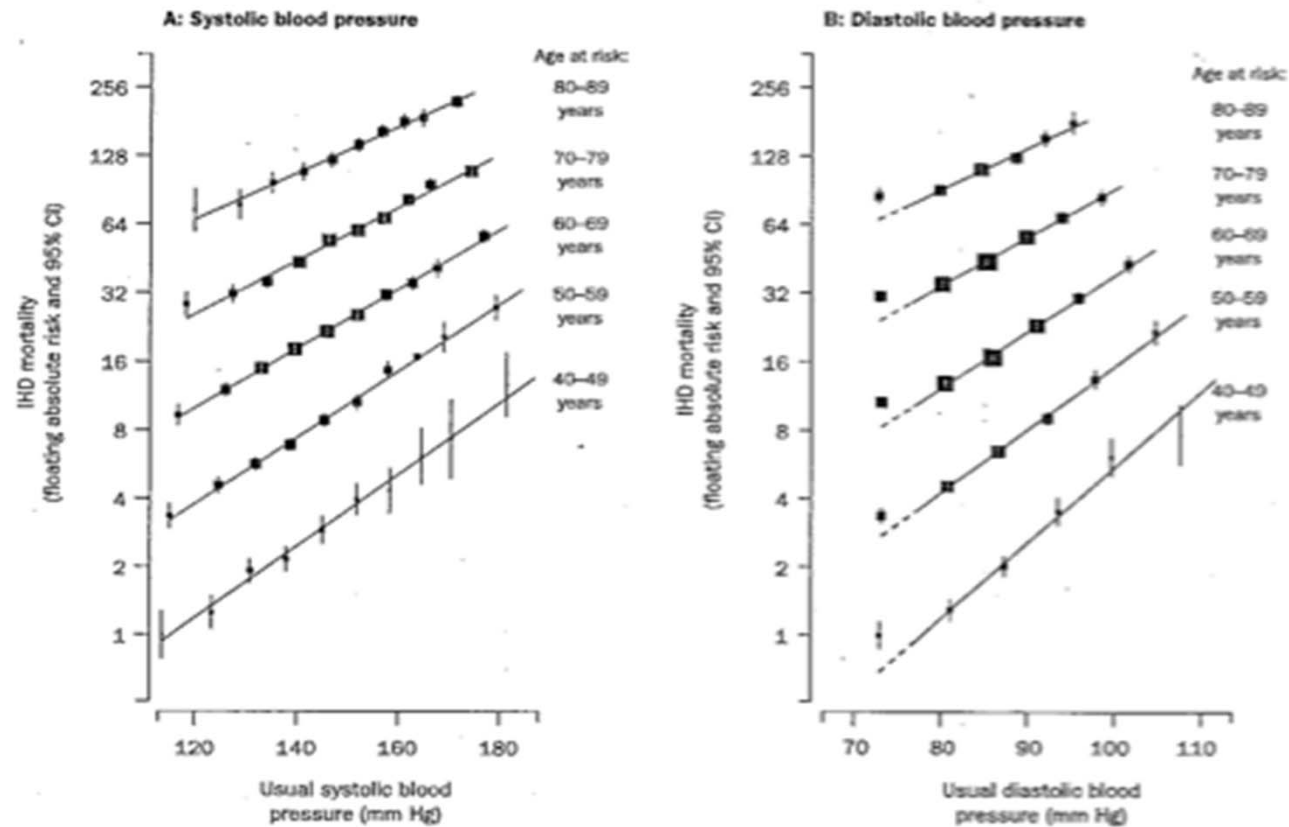 A: Systolic blood pressure
Age at risk:
80–89
years
70–79
years
60–69
years
50–59
years
40–49
years
256
128
64
32
16
8
4
2
1
IHD mortality
(floating absolute risk and 95% CI)
120 140 160 180
Usual systolic blood
pressure (mm Hg)
B: Diastolic blood pressure
Age at risk:
80–89
years
70–79
years
60–69
years
50–59
years
40–49
years
256
128
64
32
16
8
4
2
1
IHD mortality
(floating absolute risk and 95% CI)
70 80 90 100 110
Usual diastolic blood
pressure (mm Hg)